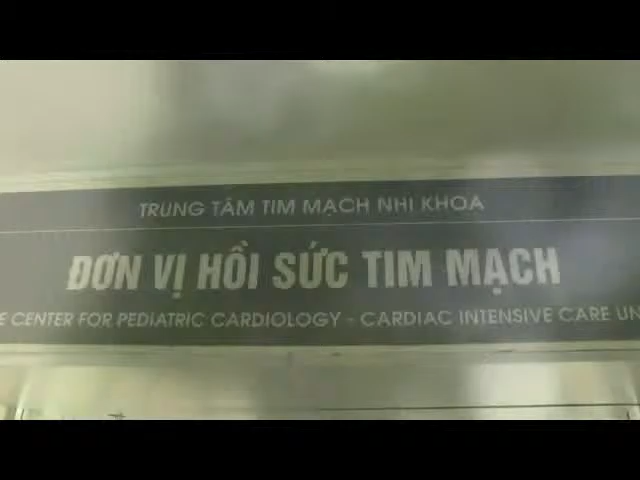 TRUNG TÂM TIM MẠCH NHI KHOA
ĐƠN VỊ HỒI SỨC TIM MẠCH
E CENTER FOR PEDIATRIC CARDIOLOGY - CARDIAC INTENSIVE CARE UN